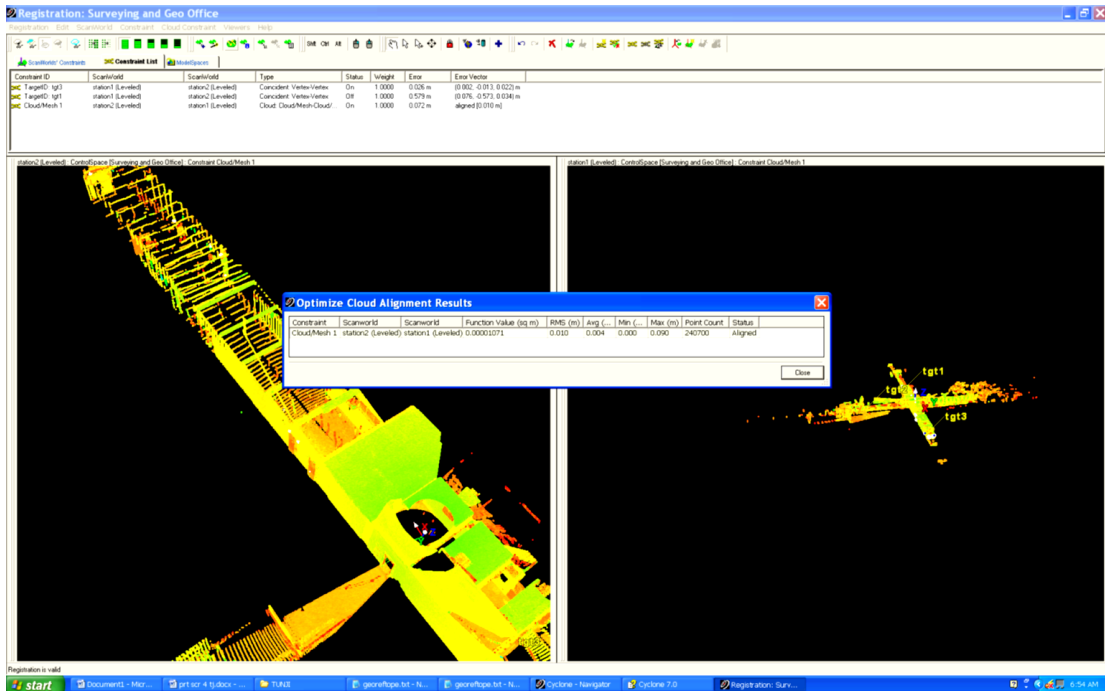 Registration: Surveying and Geo Office
Registration Edit ScanWorld Constraint Cloud Constraint Viewers Help
ScanWorlds' Constraints Constraint List ModelSpaces
Constraint ID ScanWorld ScanWorld Type Status Weight Error Error Vector
TargetID: tgt3 station1 (Leveled) station2 (Leveled) Coincident: Vertex-Vertex On 1.0000 0.026 m (0.002, -0.013, 0.022) m
TargetID: tgt1 station1 (Leveled) station2 (Leveled) Coincident: Vertex-Vertex Off 1.0000 0.579 m (0.076, -0.573, 0.034) m
Cloud/Mesh 1 station2 (Leveled) station1 (Leveled) Cloud: Cloud/Mesh-Cloud/... On 1.0000 0.072 m aligned [0.010 m]
station2 (Leveled) : ControlSpace [Surveying and Geo Office] : Constraint Cloud/Mesh 1
station1 (Leveled) : ControlSpace [Surveying and Geo Office] : Constraint Cloud/Mesh 1
Optimize Cloud Alignment Results
Constraint Scanworld Scanworld Function Value (sq m) RMS (m) Avg (... Min (... Max (m) Point Count Status
Cloud/Mesh 1 station2 (Leveled) station1 (Leveled) 0.00001071 0.010 0.004 0.000 0.090 240700 Aligned
Close
tgt1
tgt3
Registration is valid
start Document1 - Micr... prt scr 4 tj.docx - ... TUNJI georeftope.txt - N... georeftope.txt - N... Cyclone - Navigator Cyclone 7.0 Registration: Surv... 6:54 AM